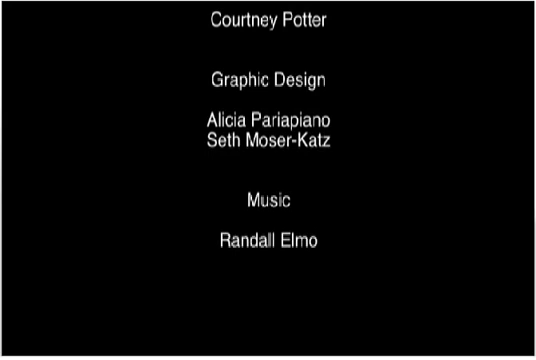 Courtney Potter
Graphic Design
Alicia Pariapiano
Seth Moser-Katz
Music
Randall Elmo